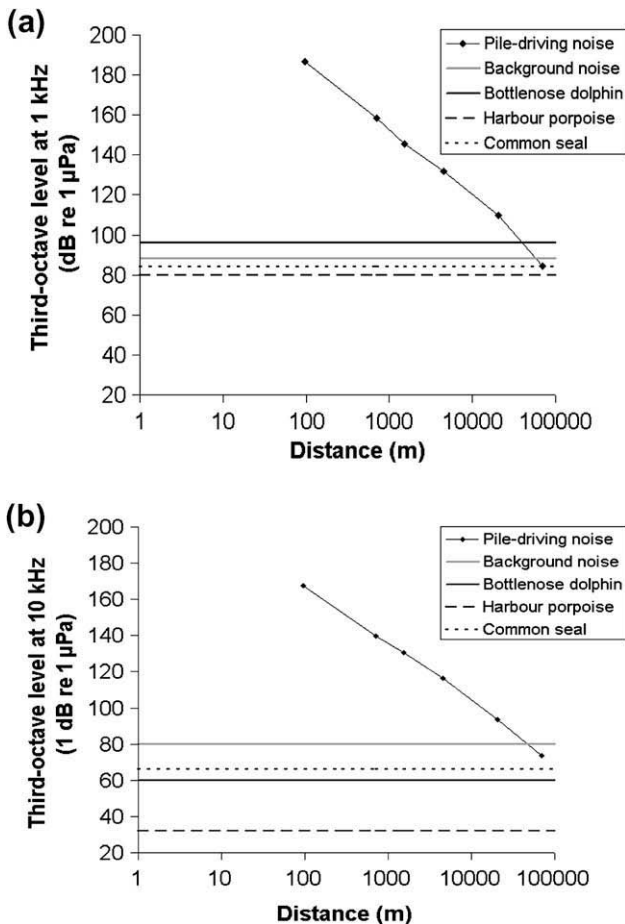 (a)
Third-octave level at 1 kHz
(dB re 1 µPa)
200
180
160
140
120
100
80
60
40
20
1
10
100
1000
10000
100000
Distance (m)
Pile-driving noise
Background noise
Bottlenose dolphin
Harbour porpoise
Common seal
(b)
Third-octave level at 10 kHz
(1 dB re 1 µPa)
200
180
160
140
120
100
80
60
40
20
1
10
100
1000
10000
100000
Distance (m)
Pile-driving noise
Background noise
Bottlenose dolphin
Harbour porpoise
Common seal